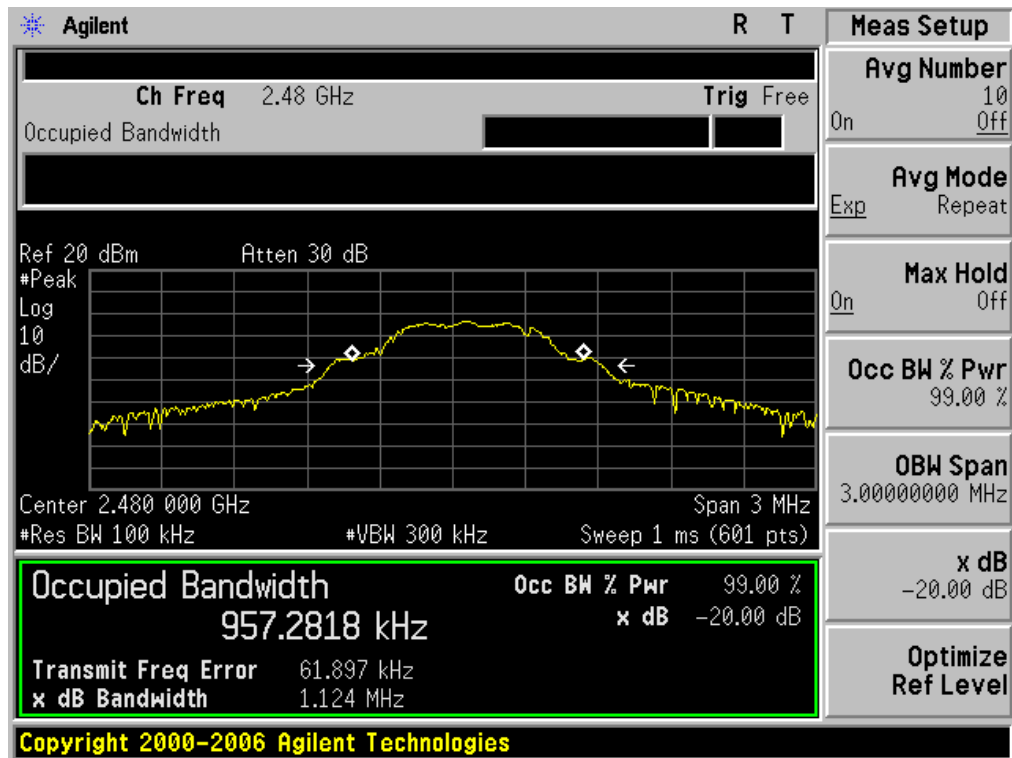 Agilent R T
Ch Freq 2.48 GHz Trig Free
Occupied Bandwidth
Ref 20 dBm Atten 30 dB
#Peak
Log
10
dB/
Center 2.480 000 GHz Span 3 MHz
#Res BW 100 kHz #VBW 300 kHz Sweep 1 ms (601 pts)
Occupied Bandwidth Occ BW % Pwr 99.00 %
957.2818 kHz x dB -20.00 dB
Transmit Freq Error 61.897 kHz
x dB Bandwidth 1.124 MHz
Copyright 2000-2006 Agilent Technologies
Meas Setup
Avg Number
10
On Off
Avg Mode
Exp Repeat
Max Hold
On Off
Occ BW % Pwr
99.00 %
OBW Span
3.00000000 MHz
x dB
-20.00 dB
Optimize
Ref Level